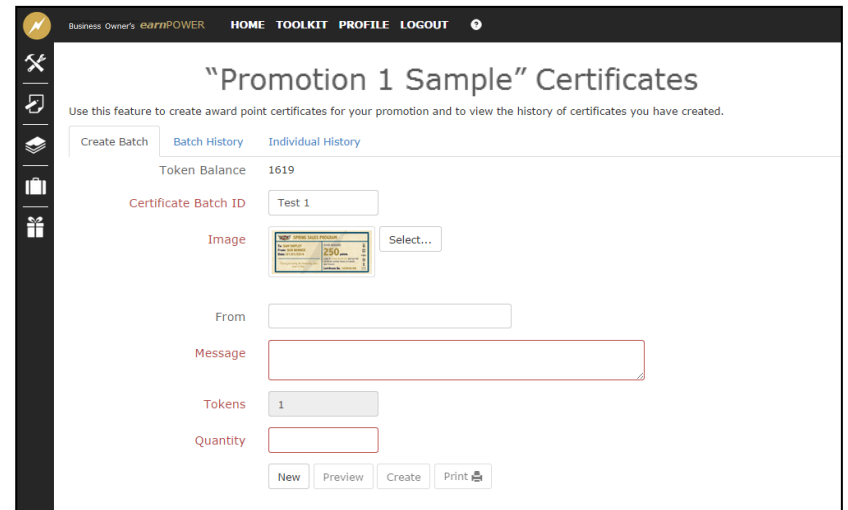 Business Owner's earnPOWER HOME TOOLKIT PROFILE LOGOUT ?
"Promotion 1 Sample" Certificates
Use this feature to create award point certificates for your promotion and to view the history of certificates you have created.
Create Batch Batch History Individual History
Token Balance 1619
Certificate Batch ID Test 1
Image Select...
SPRING SALES PROGRAM
250
From
Message
Tokens 1
Quantity
New Preview Create Print